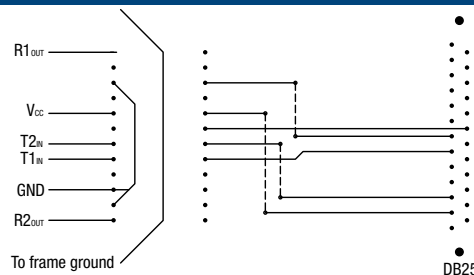 R1OUT
VCC
T2IN
T1IN
GND
R2OUT
To frame ground
DB25